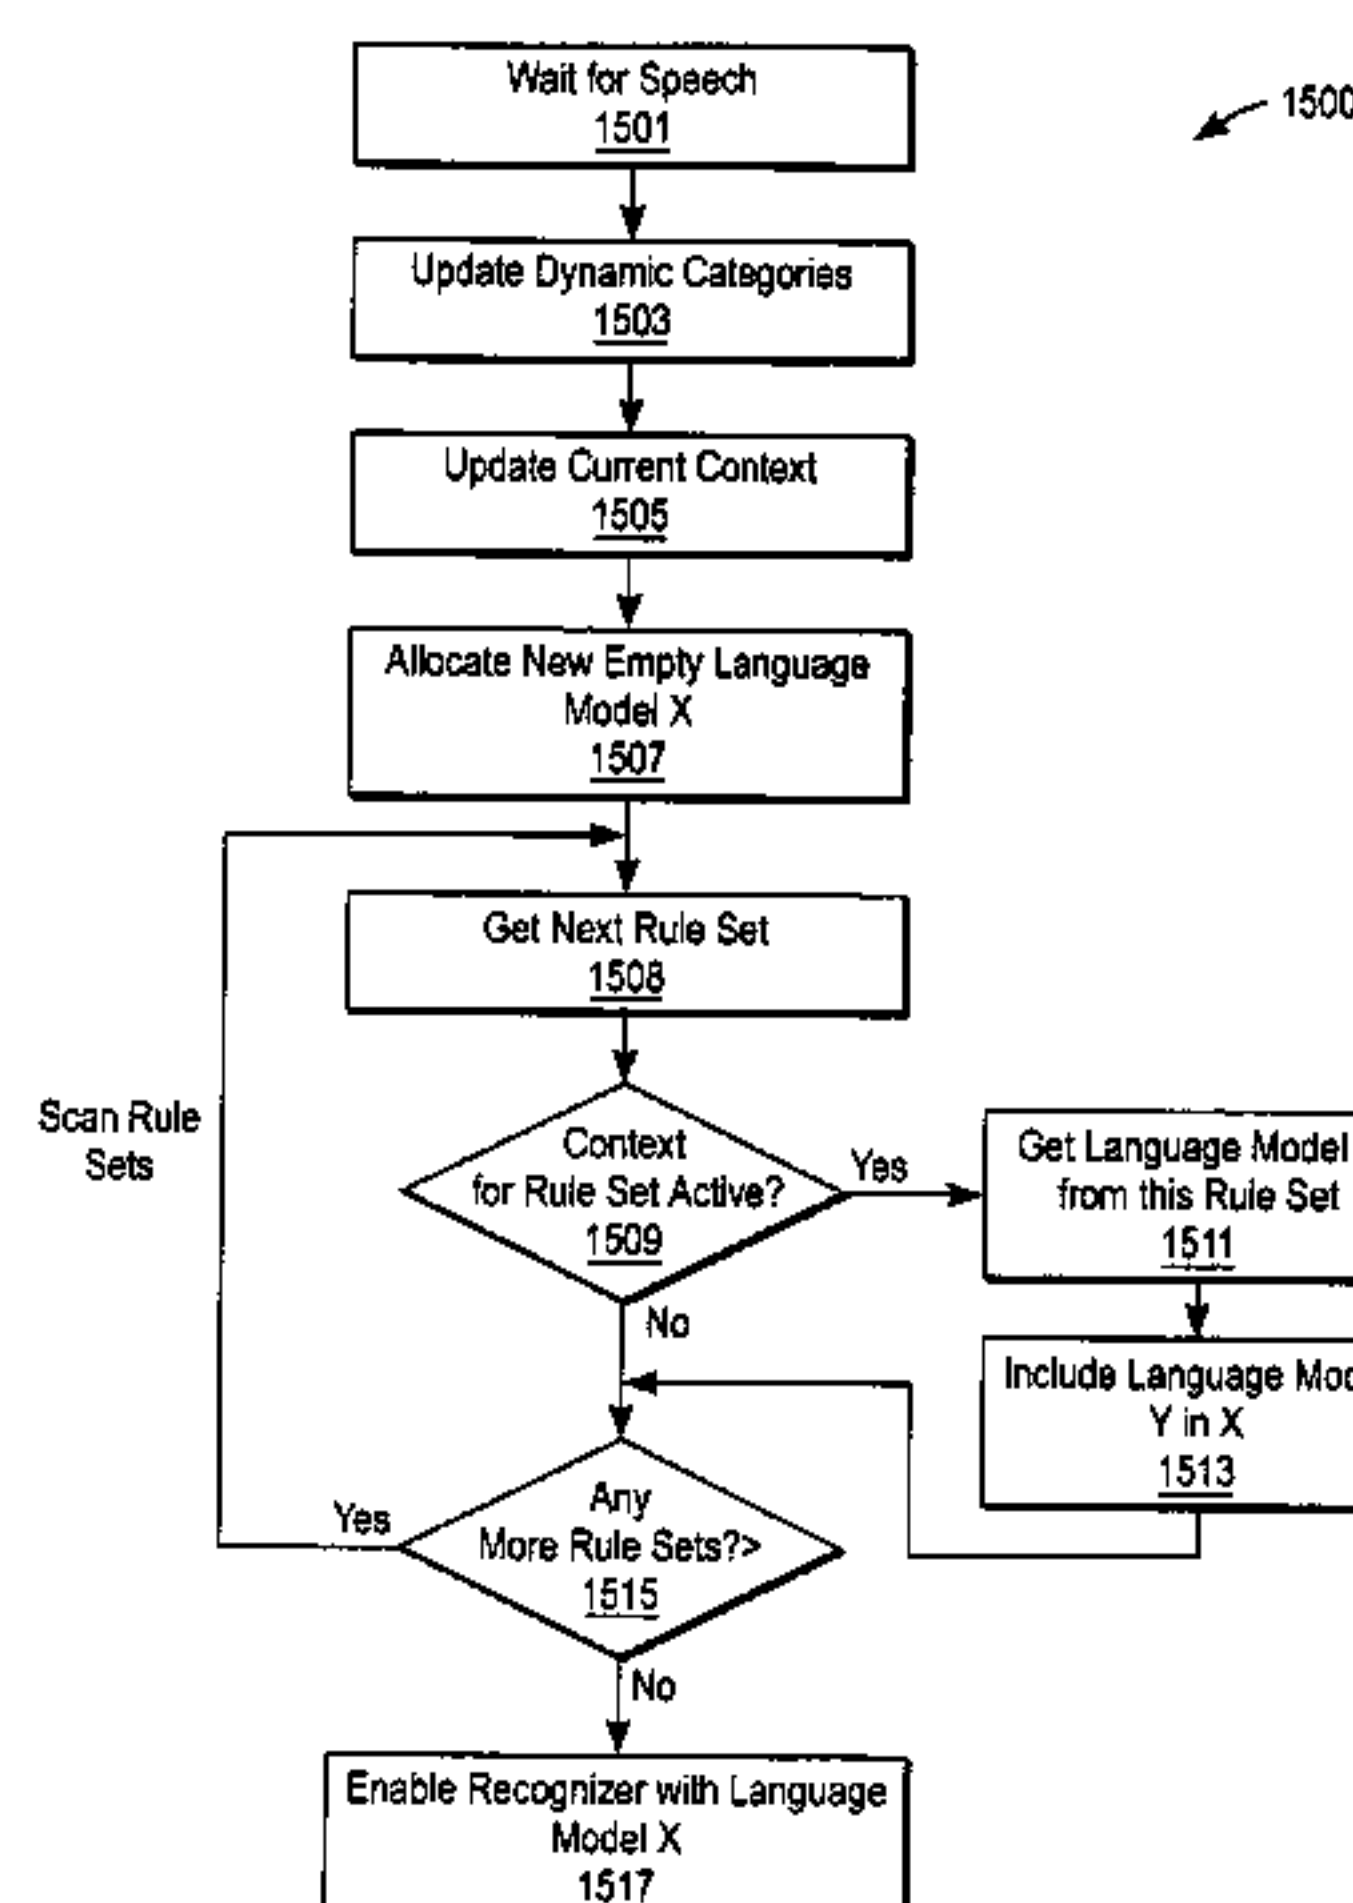 Wait for Speech
1501
1500
Update Dynamic Categories
1503
Update Current Context
1505
Allocate New Empty Language
Model X
1507
Get Next Rule Set
1508
Scan Rule
Sets
Context
for Rule Set Active?
1509
Yes
Get Language Model
from this Rule Set
1511
No
Include Language
Y in X
1513
Yes
Any
More Rule Sets?>
1515
No
Enable Recognizer with Language
Model X
1517